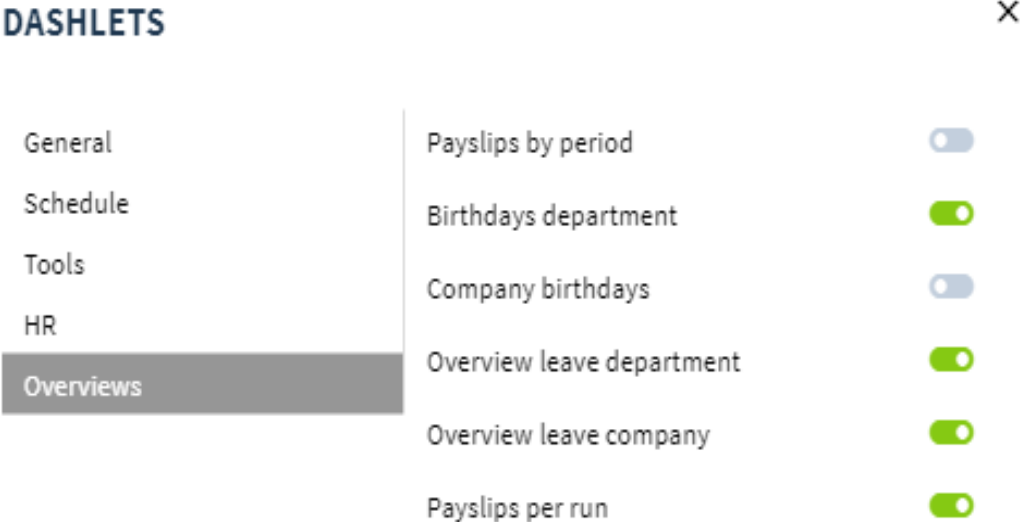 DASHLETS
General
Schedule
Tools
HR
Overviews
Payslips by period
Birthdays department
Company birthdays
Overview leave department
Overview leave company
Payslips per run